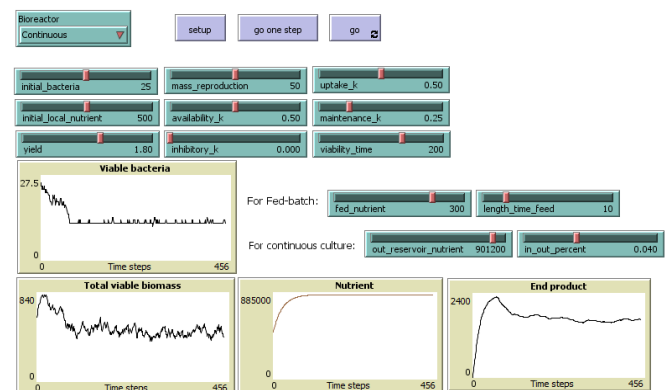 Bioreactor
Continuous
setup
go one step
go
initial_bacteria 25
mass_reproduction 50
uptake_k 0.50
initial_local_nutrient 500
availability_k 0.50
maintenance_k 0.25
yield 1.80
inhibitory_k 0.000
viability_time 200
Viable bacteria
27.5
0
0 Time steps 456
For Fed-batch:
fed_nutrient 300
length_time_feed 10
For continuous culture:
out_reservoir_nutrient 901200
in_out_percent 0.040
Total viable biomass
840
0
0 Time steps 456
Nutrient
885000
0
0 Time steps 456
End product
2400
0
0 Time steps 456